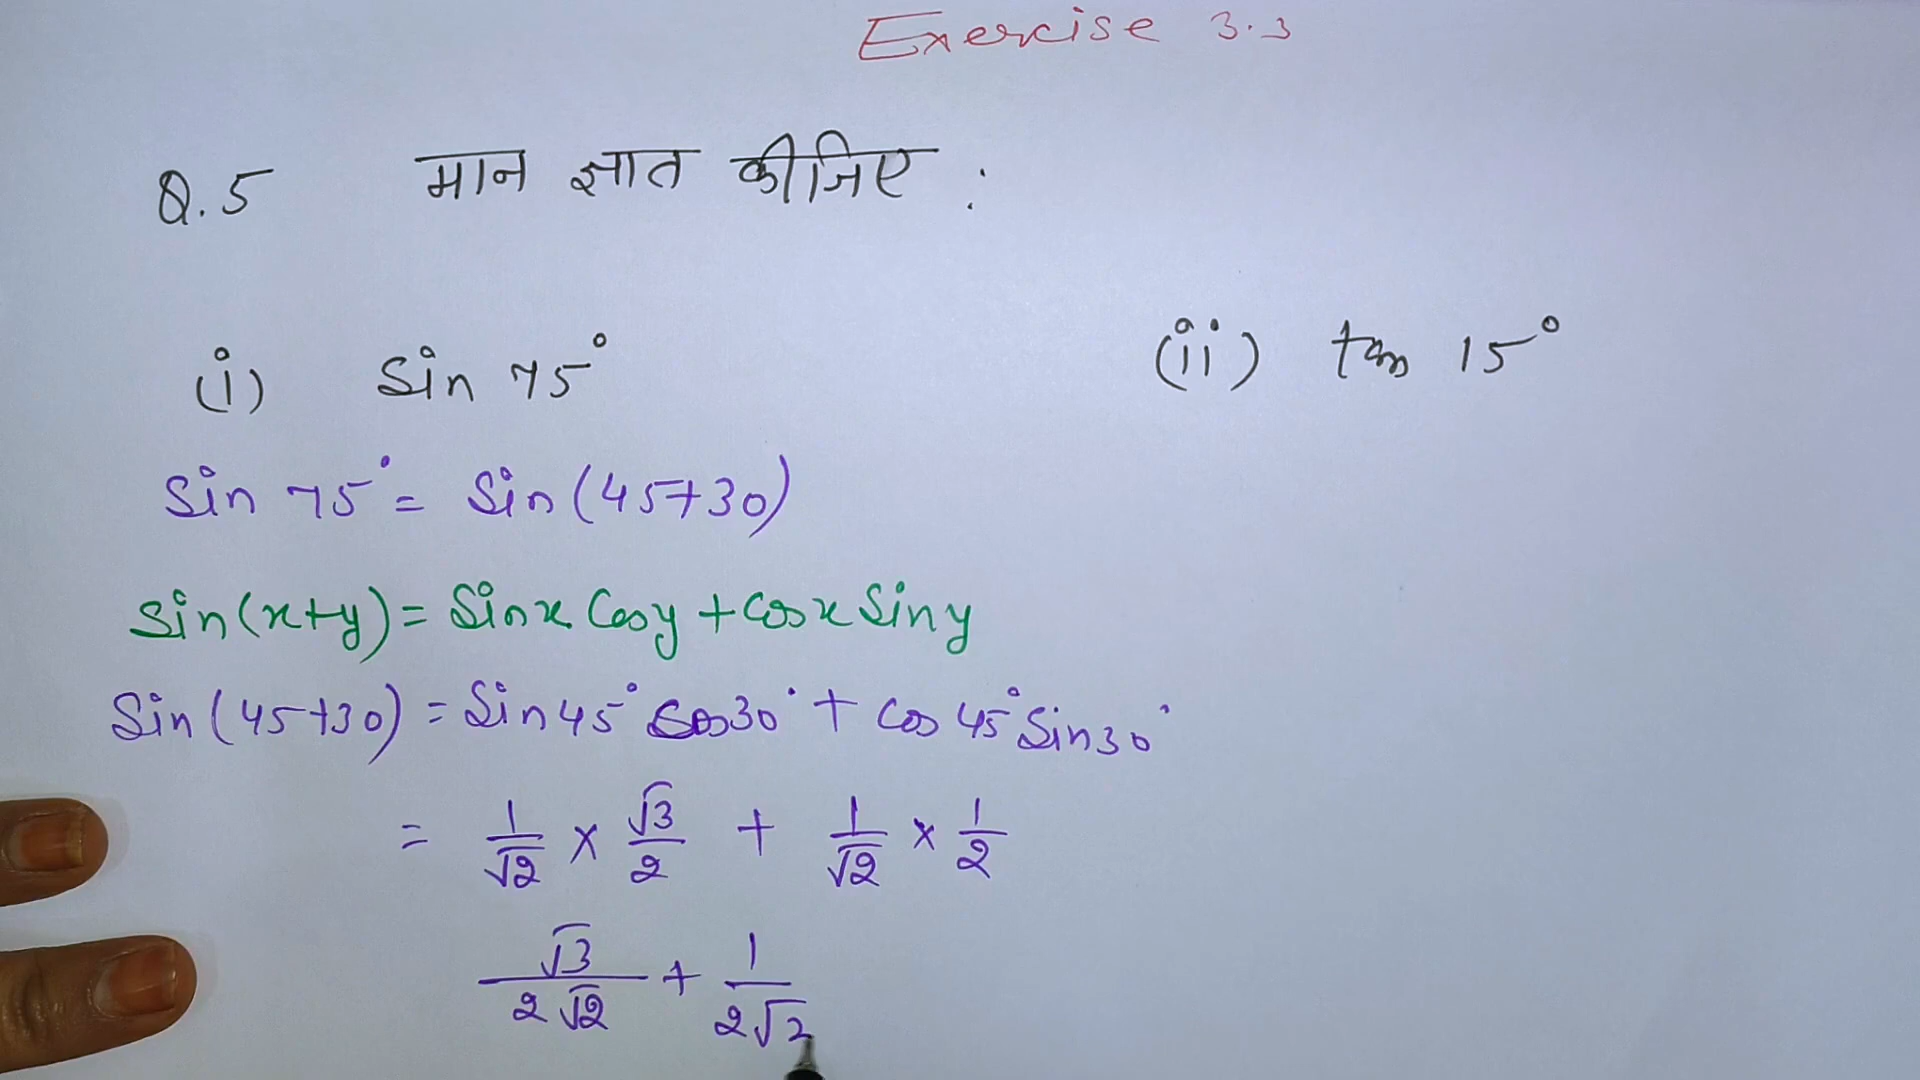 Exercise 3.3
Q.5 मान ज्ञात कीजिए :
(i) Sin 75° (ii) tan 15°
Sin 75° = Sin(45+30)
Sin(x+y) = Sinx Cosy + Cosx Siny
Sin(45+30) = Sin45° Cos30° + Cos 45° Sin30°
= 1/√2 × √3/2 + 1/√2 × 1/2
√3/2√2 + 1/2√2